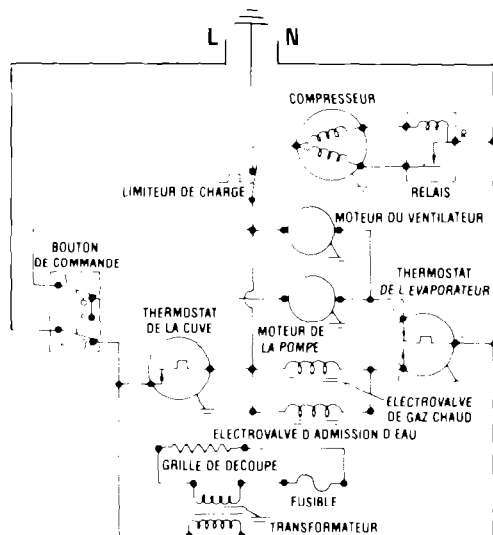 L N
COMPRESSEUR
LIMITEUR DE CHARGE
RELAIS
MOTEUR DU VENTILATEUR
BOUTON
DE COMMANDE
THERMOSTAT
DE LA CUVE
MOTEUR DE
LA POMPE
THERMOSTAT
DE L EVAPORATEUR
ELECTROVALVE
DE GAZ CHAUD
ELECTROVALVE D ADMISSION D EAU
GRILLE DE DECOUPE
FUSIBLE
TRANSFORMATEUR